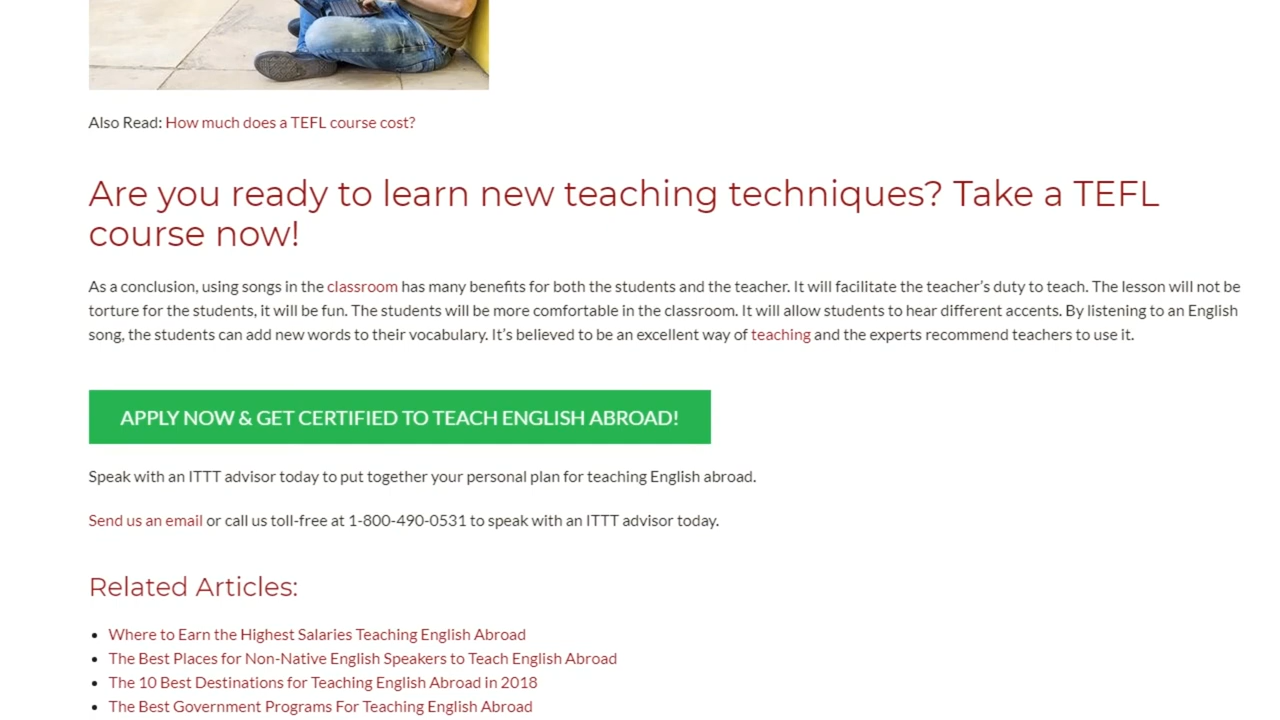 Also Read: How much does a TEFL course cost?
Are you ready to learn new teaching techniques? Take a TEFL
course now!
As a conclusion, using songs in the classroom has many benefits for both the students and the teacher. It will facilitate the teacher’s duty to teach. The lesson will not be
torture for the students, it will be fun. The students will be more comfortable in the classroom. It will allow students to hear different accents. By listening to an English
song, the students can add new words to their vocabulary. It’s believed to be an excellent way of teaching and the experts recommend teachers to use it.
APPLY NOW & GET CERTIFIED TO TEACH ENGLISH ABROAD!
Speak with an ITTT advisor today to put together your personal plan for teaching English abroad.
Send us an email or call us toll-free at 1-800-490-0531 to speak with an ITTT advisor today.
Related Articles:
• Where to Earn the Highest Salaries Teaching English Abroad
• The Best Places for Non-Native English Speakers to Teach English Abroad
• The 10 Best Destinations for Teaching English Abroad in 2018
• The Best Government Programs For Teaching English Abroad